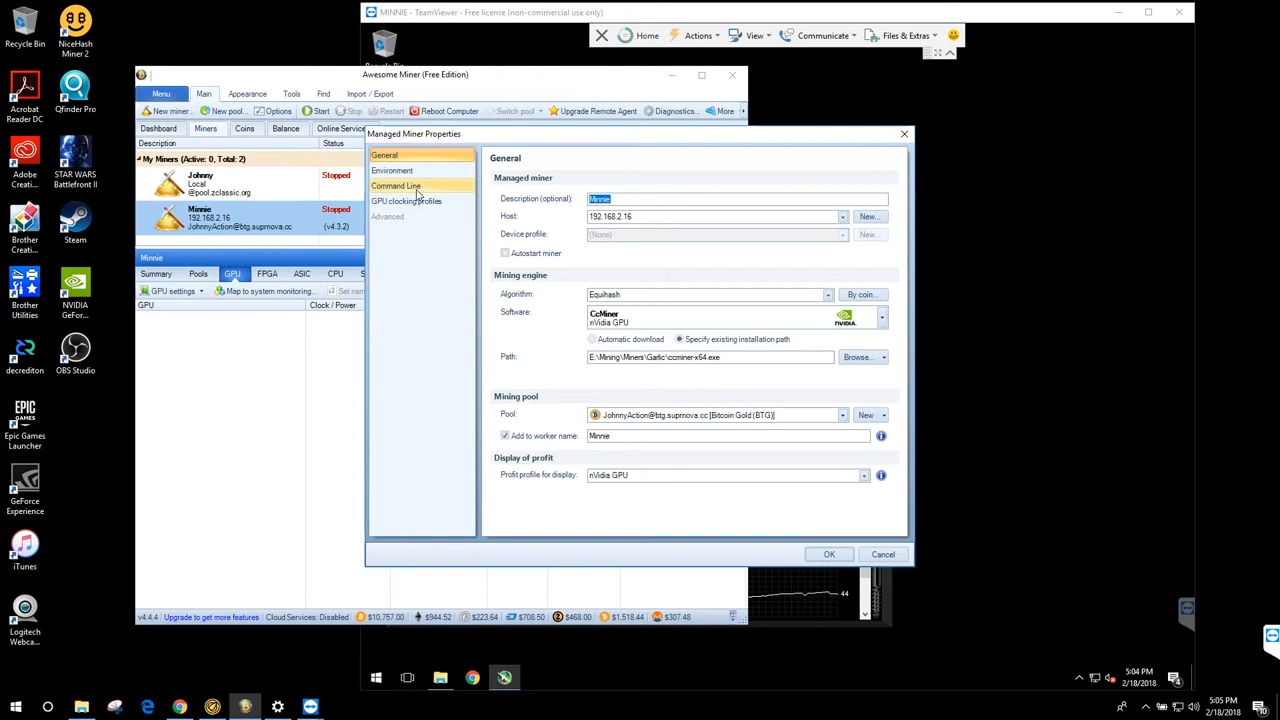 MINNIE - TeamViewer - Free license (non-commercial use only)
Home Actions View Communicate Files & Extras
Recycle Bin
NiceHash Miner 2
Acrobat Reader DC
Qfinder Pro
Adobe Creati...
STAR WARS Battlefront II
Brother Creative...
Steam
Brother Utilities
NVIDIA GeFor...
decrediton
OBS Studio
Epic Games Launcher
GeForce Experience
iTunes
Logitech Webca...
Awesome Miner (Free Edition)
Menu Main Appearance Tools Find Import / Export
New miner... New pool... Options Start Stop Restart Reboot Computer Switch pool Upgrade Remote Agent Diagnostics... More
Dashboard Miners Coins Balance Online Service
Description Status
My Miners (Active: 0, Total: 2)
Johnny Stopped
Local
@pool.zclassic.org
Minnie Stopped
192.168.2.16
JohnnyAction@btg.suprnova.cc (v4.3.2)
Minnie
Summary Pools GPU FPGA ASIC CPU S
GPU settings Map to system monitoring... Set nam
GPU Clock / Power
Managed Miner Properties
General
Environment
Command Line
GPU clocking profiles
Advanced
General
Managed miner
Description (optional): Minnie
Host: 192.168.2.16 New...
Device profile: (None) New...
Autostart miner
Mining engine
Algorithm: Equihash By coin...
Software: CcMiner
nVidia GPU
NVIDIA
Automatic download Specify existing installation path
Path: E:\Mining\Miners\Garlic\ccminer-x64.exe Browse...
Mining pool
Pool: JohnnyAction@btg.suprnova.cc [Bitcoin Gold (BTG)] New
Add to worker name: Minnie
Display of profit
Profit profile for display: nVidia GPU
OK Cancel
44
v4.4.4 Upgrade to get more features Cloud Services: Disabled $10,757.00 $944.52 $223.64 $708.50 $468.00 $1,518.44 $307.48
5:04 PM
2/18/2018
4
5:05 PM
2/18/2018
10